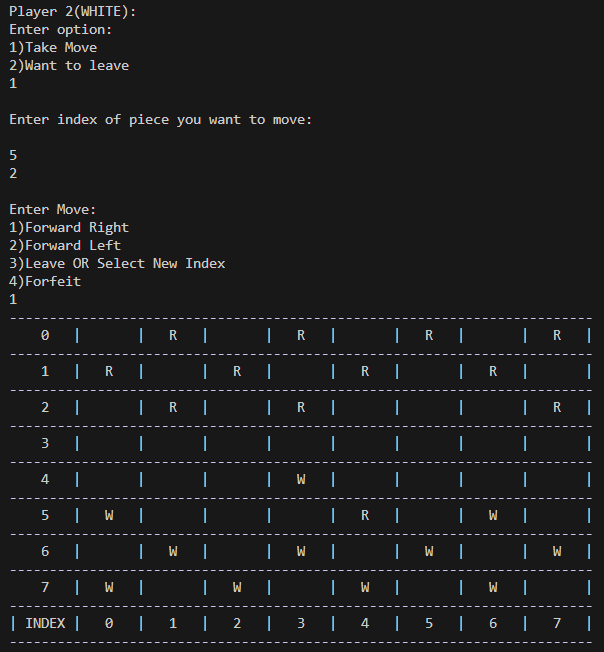 Player 2(WHITE):
Enter option:
1)Take Move
2)Want to leave
1
Enter index of piece you want to move:
5
2
Enter Move:
1)Forward Right
2)Forward Left
3)Leave OR Select New Index
4)Forfeit
1
-------------------------------------------------------------------------
    0   |       |   R   |       |   R   |       |   R   |       |   R   |
-------------------------------------------------------------------------
    1   |   R   |       |   R   |       |   R   |       |   R   |       |
-------------------------------------------------------------------------
    2   |       |   R   |       |   R   |       |       |       |   R   |
-------------------------------------------------------------------------
    3   |       |       |       |       |       |       |       |       |
-------------------------------------------------------------------------
    4   |       |       |       |   W   |       |       |       |       |
-------------------------------------------------------------------------
    5   |   W   |       |       |       |   R   |       |   W   |       |
-------------------------------------------------------------------------
    6   |       |   W   |       |   W   |       |   W   |       |   W   |
-------------------------------------------------------------------------
    7   |   W   |       |   W   |       |   W   |       |   W   |       |
-------------------------------------------------------------------------
| INDEX |   0   |   1   |   2   |   3   |   4   |   5   |   6   |   7   |
-------------------------------------------------------------------------